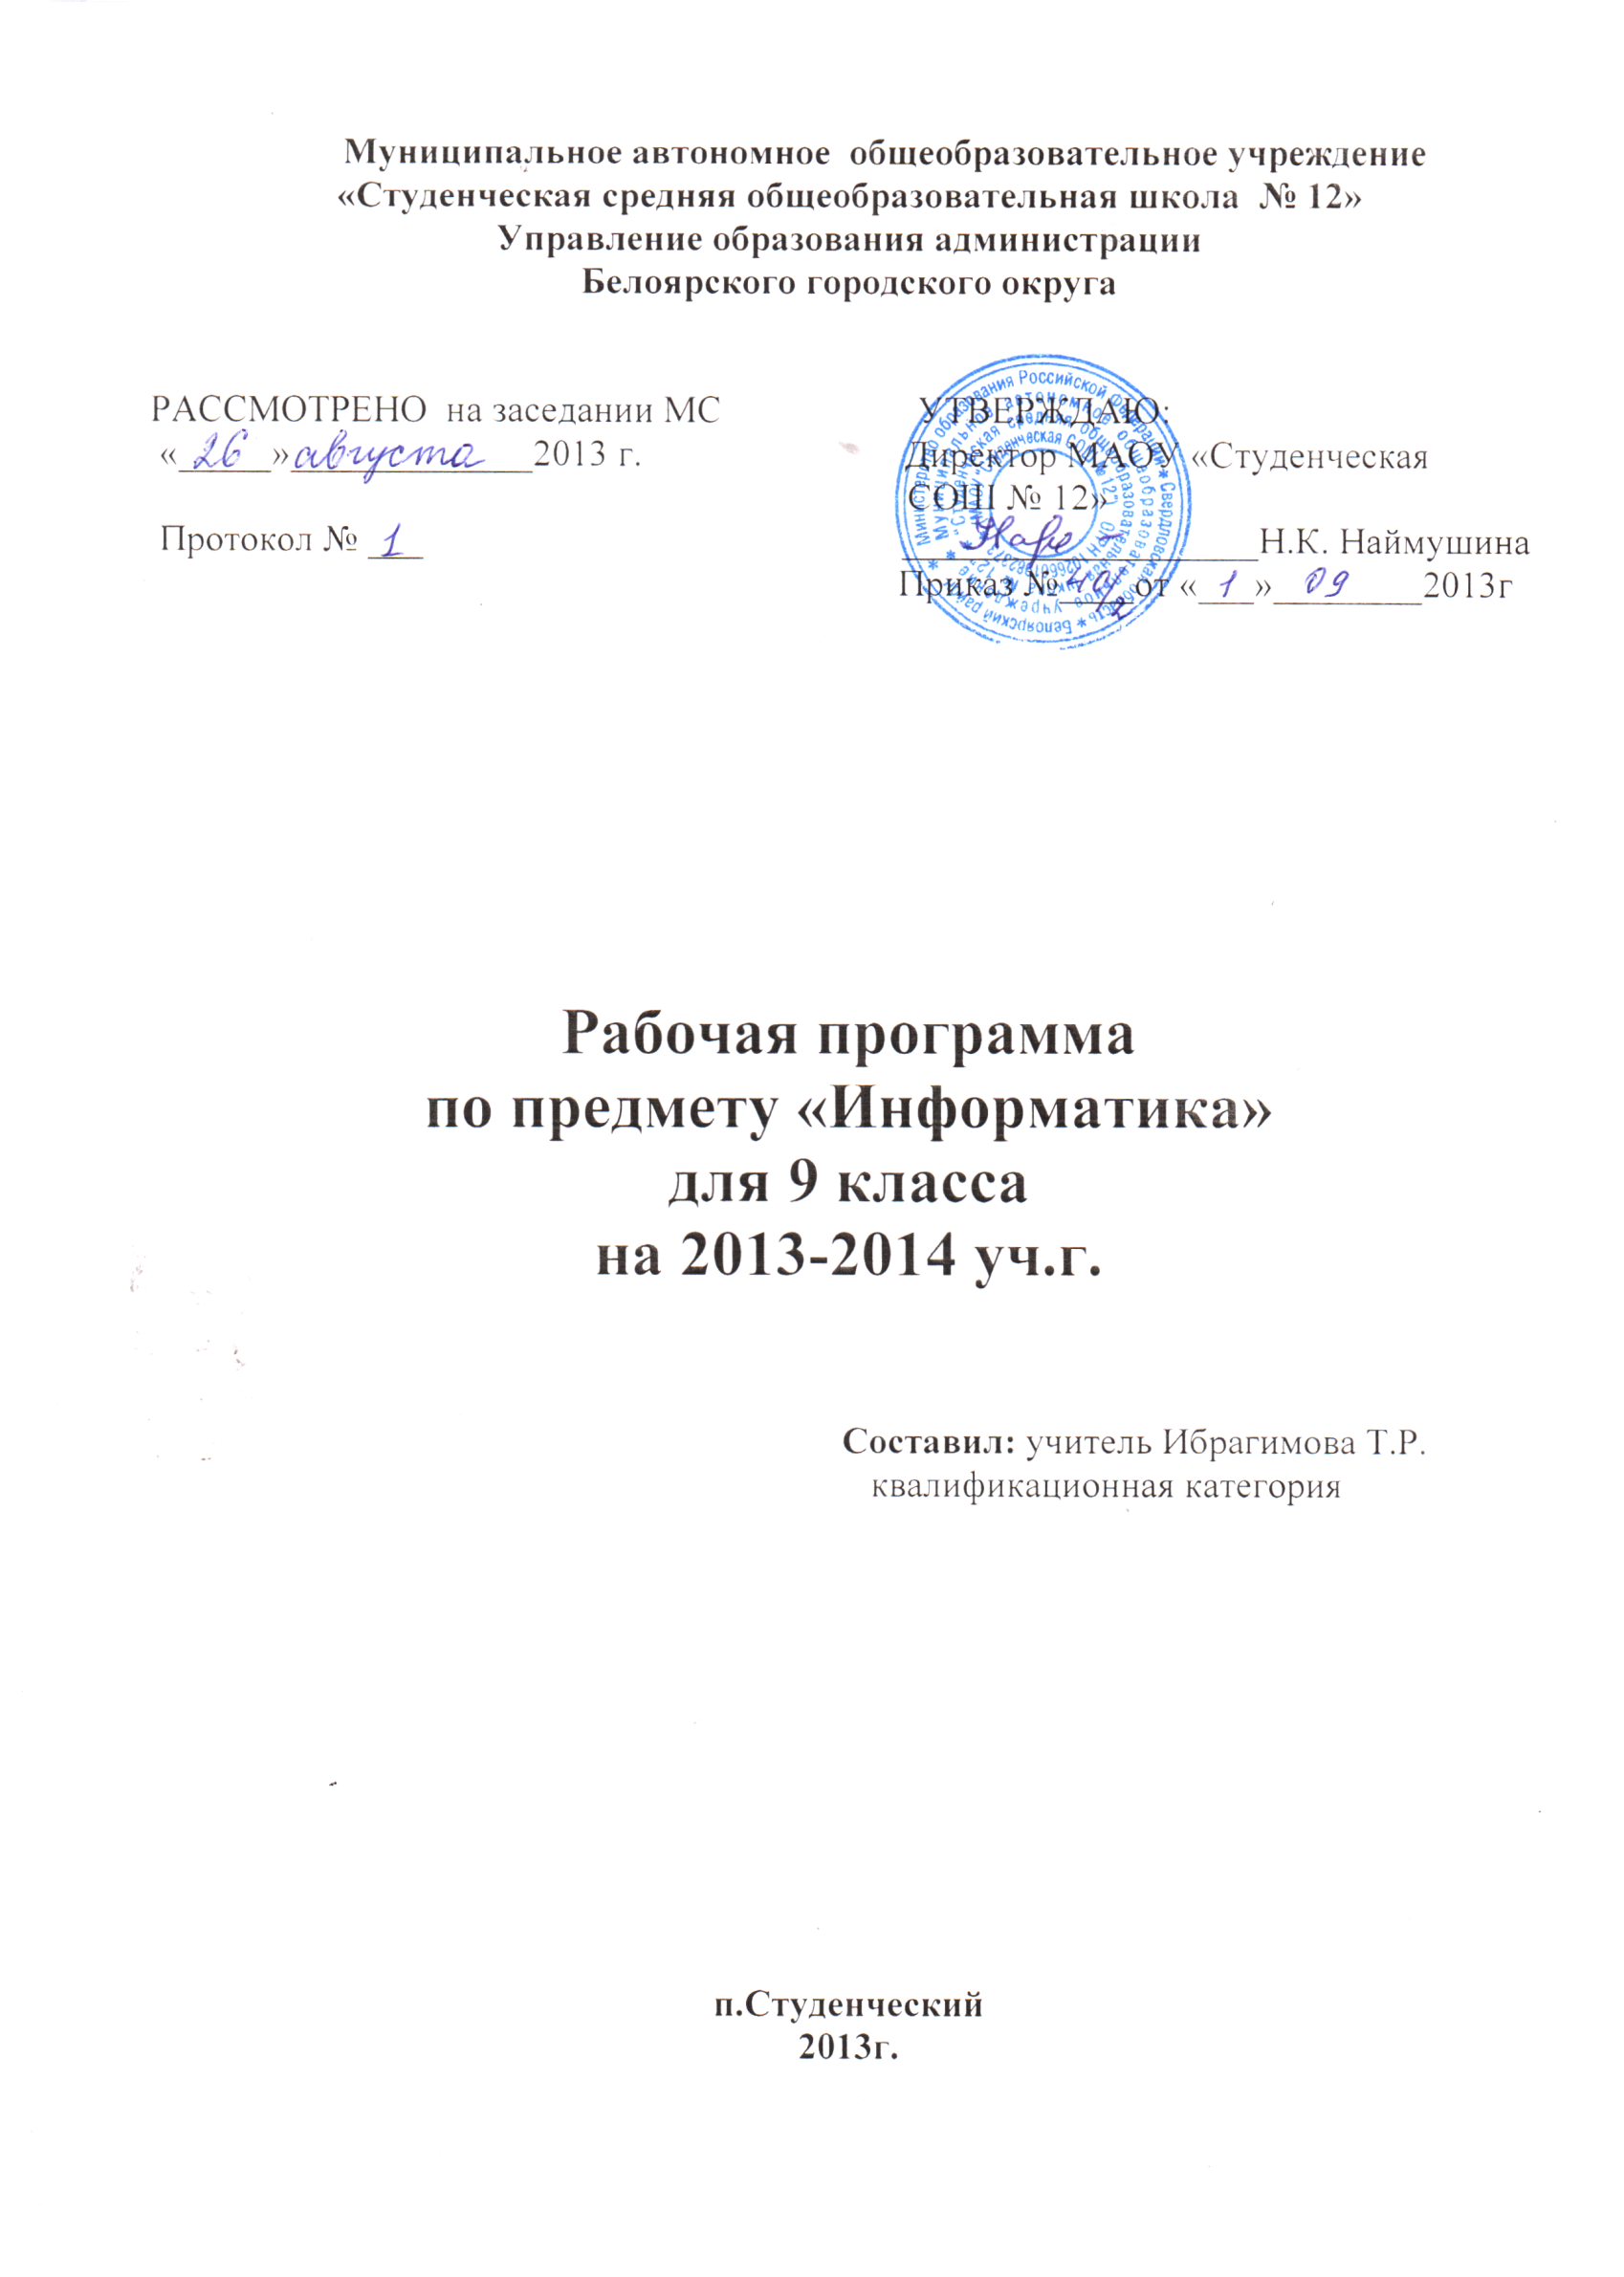 Муниципальное автономное общеобразовательное учреждение
«Студенческая средняя общеобразовательная школа № 12»
Управление образования администрации
Белоярского городского округа
РАССМОТРЕНО на заседании МС
«26» августа 2013 г.
Протокол № 1
УТВЕРЖДАЮ:
Директор МАОУ «Студенческая
СОШ № 12»
Н.К. Наймушина
Приказ № от «1» 09 2013г
Рабочая программа
по предмету «Информатика»
для 9 класса
на 2013-2014 уч.г.
Составил: учитель Ибрагимова Т.Р.
квалификационная категория
п.Студенческий
2013г.